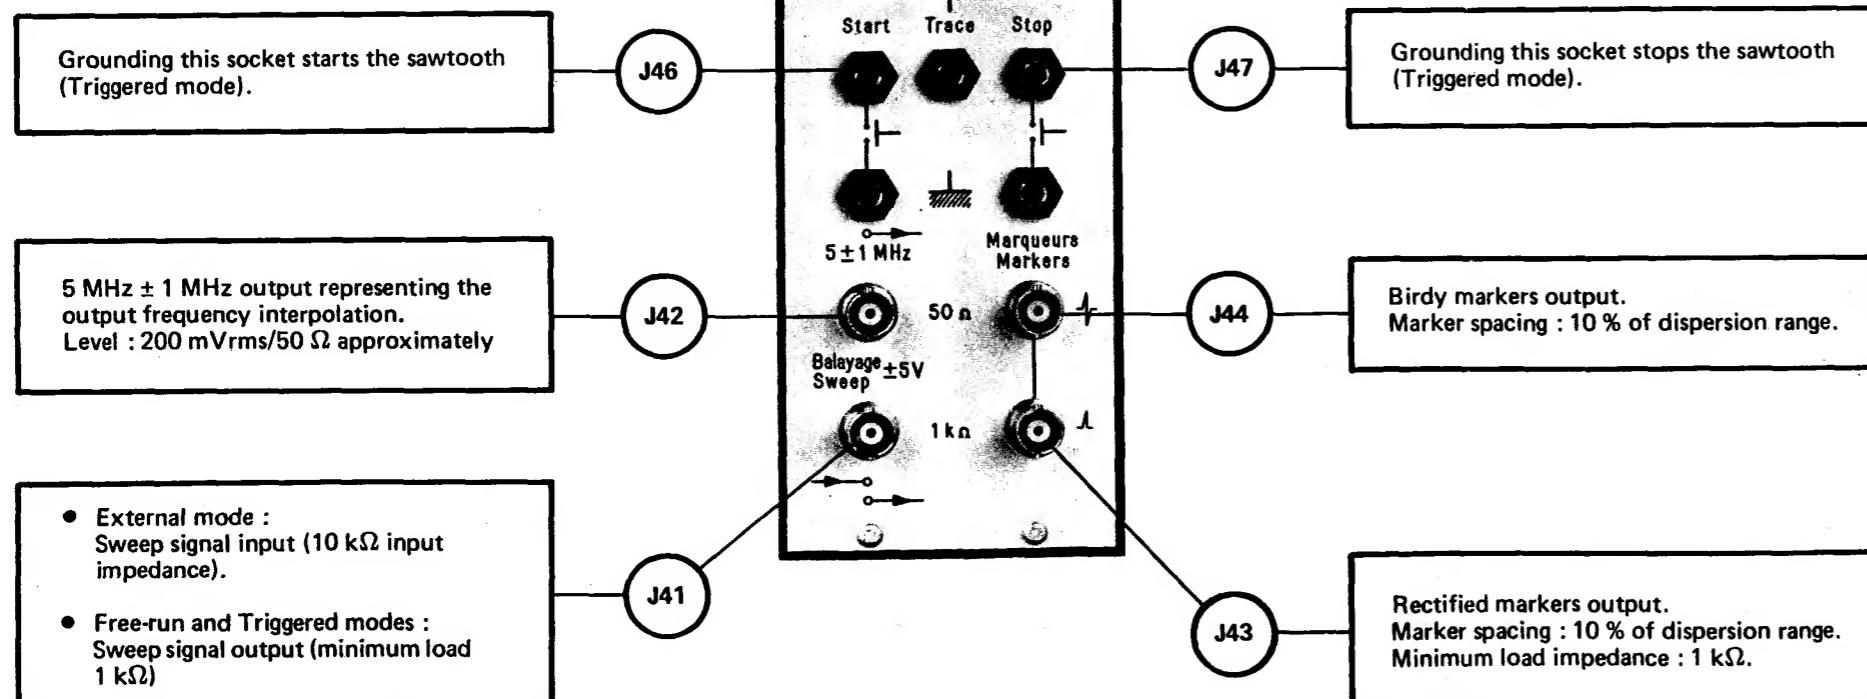 Start Trace Stop
Grounding this socket starts the sawtooth
(Triggered mode).
J46
J47
Grounding this socket stops the sawtooth
(Triggered mode).
5 ± 1 MHz
Marqueurs
Markers
5 MHz ± 1 MHz output representing the
output frequency interpolation.
Level : 200 mVrms/50 Ω approximately
J42
50 Ω
J44
Birdy markers output.
Marker spacing : 10 % of dispersion range.
Balayage
Sweep ±5V
1 kΩ
● External mode :
Sweep signal input (10 kΩ input
impedance).
● Free-run and Triggered modes :
Sweep signal output (minimum load
1 kΩ)
J41
J43
Rectified markers output.
Marker spacing : 10 % of dispersion range.
Minimum load impedance : 1 kΩ.